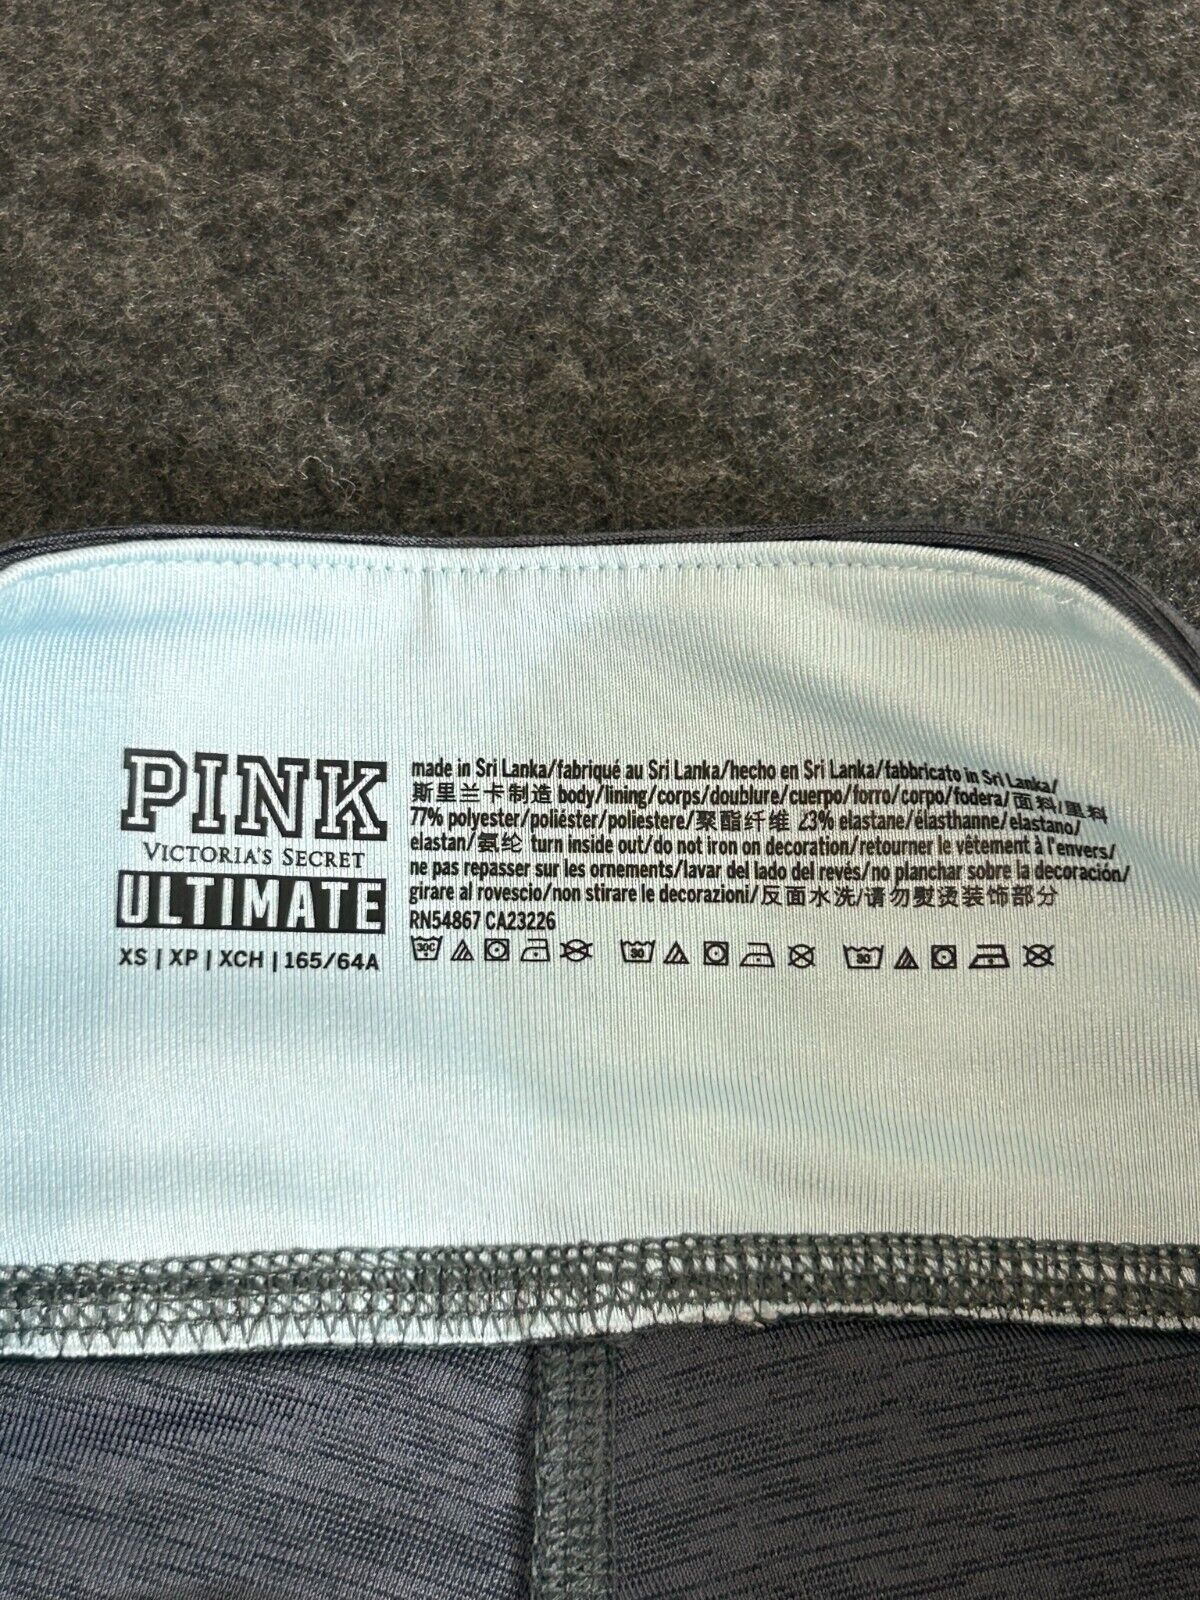 PINK
VICTORIA'S SECRET
ULTIMATE
XS | XP | XCH | 165/64A
made in Sri Lanka/fabriqué au Sri Lanka/hecho en Sri Lanka/fabbricato in Sri Lanka/
斯里兰卡制造 body/lining/corps/doublure/cuerpo/forro/corpo/fodera/面料/里料
77% polyester/poliéster/poliestere/聚酯纤维 23% elastane/élasthanne/elastano/
elastan/氨纶 turn inside out/do not iron on decoration/retourner le vêtement à l'envers/
ne pas repasser sur les ornements/lavar del lado del revés/no planchar sobre la decoración/
girare al rovescio/non stirare le decorazioni/反面水洗/请勿熨烫装饰部分
RN54867 CA23226
30C 30 30